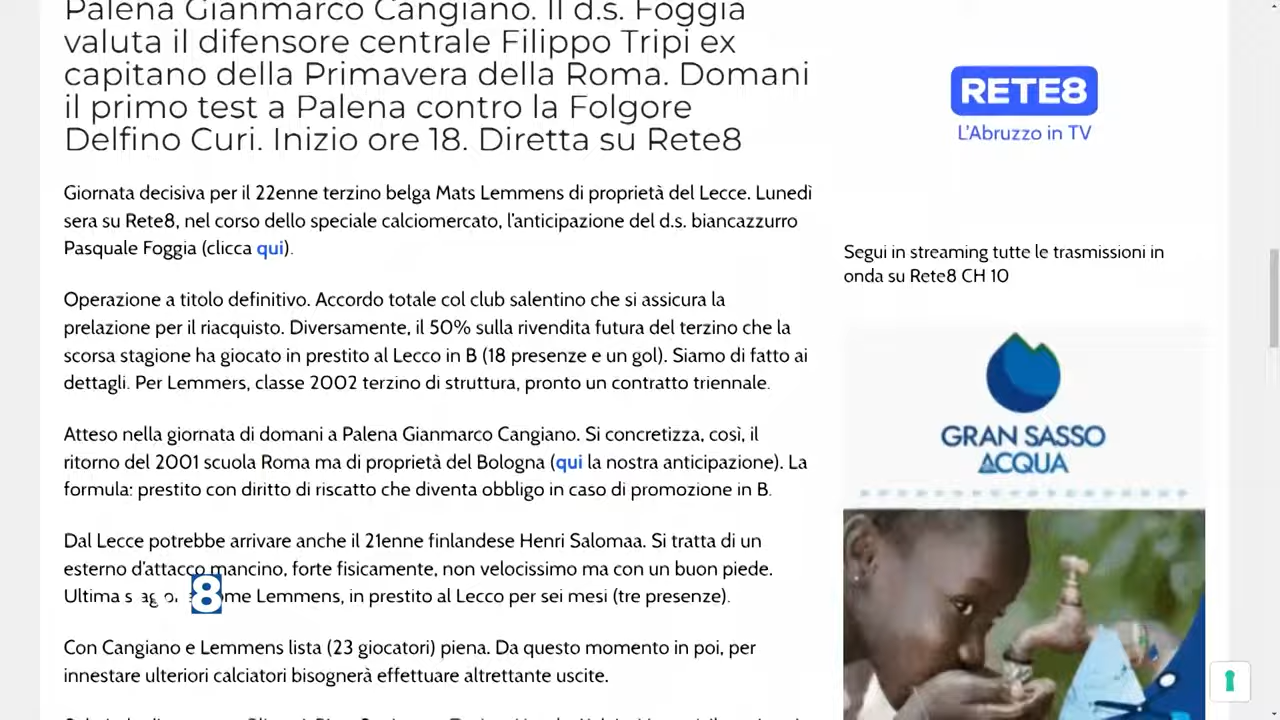 Palena Gianmarco Cangiano. Il d.s. Foggia
valuta il difensore centrale Filippo Tripi ex
capitano della Primavera della Roma. Domani
il primo test a Palena contro la Folgore
Delfino Curi. Inizio ore 18. Diretta su Rete8
Giornata decisiva per il 22enne terzino belga Mats Lemmens di proprietà del Lecce. Lunedì
sera su Rete8, nel corso dello speciale calciomercato, l'anticipazione del d.s. biancazzurro
Pasquale Foggia (clicca qui).
Operazione a titolo definitivo. Accordo totale col club salentino che si assicura la
prelazione per il riacquisto. Diversamente, il 50% sulla rivendita futura del terzino che la
scorsa stagione ha giocato in prestito al Lecco in B (18 presenze e un gol). Siamo di fatto ai
dettagli. Per Lemmers, classe 2002 terzino di struttura, pronto un contratto triennale.
Atteso nella giornata di domani a Palena Gianmarco Cangiano. Si concretizza, così, il
ritorno del 2001 scuola Roma ma di proprietà del Bologna (qui la nostra anticipazione). La
formula: prestito con diritto di riscatto che diventa obbligo in caso di promozione in B.
Dal Lecce potrebbe arrivare anche il 21enne finlandese Henri Salomaa. Si tratta di un
esterno d'attacco mancino, forte fisicamente, non velocissimo ma con un buon piede.
Ultima 8 Lemmens, in prestito al Lecco per sei mesi (tre presenze).
Con Cangiano e Lemmens lista (23 giocatori) piena. Da questo momento in poi, per
innestare ulteriori calciatori bisognerà effettuare altrettante uscite.
RETE8
L'Abruzzo in TV
Segui in streaming tutte le trasmissioni in
onda su Rete8 CH 10
GRAN SASSO
ACQUA